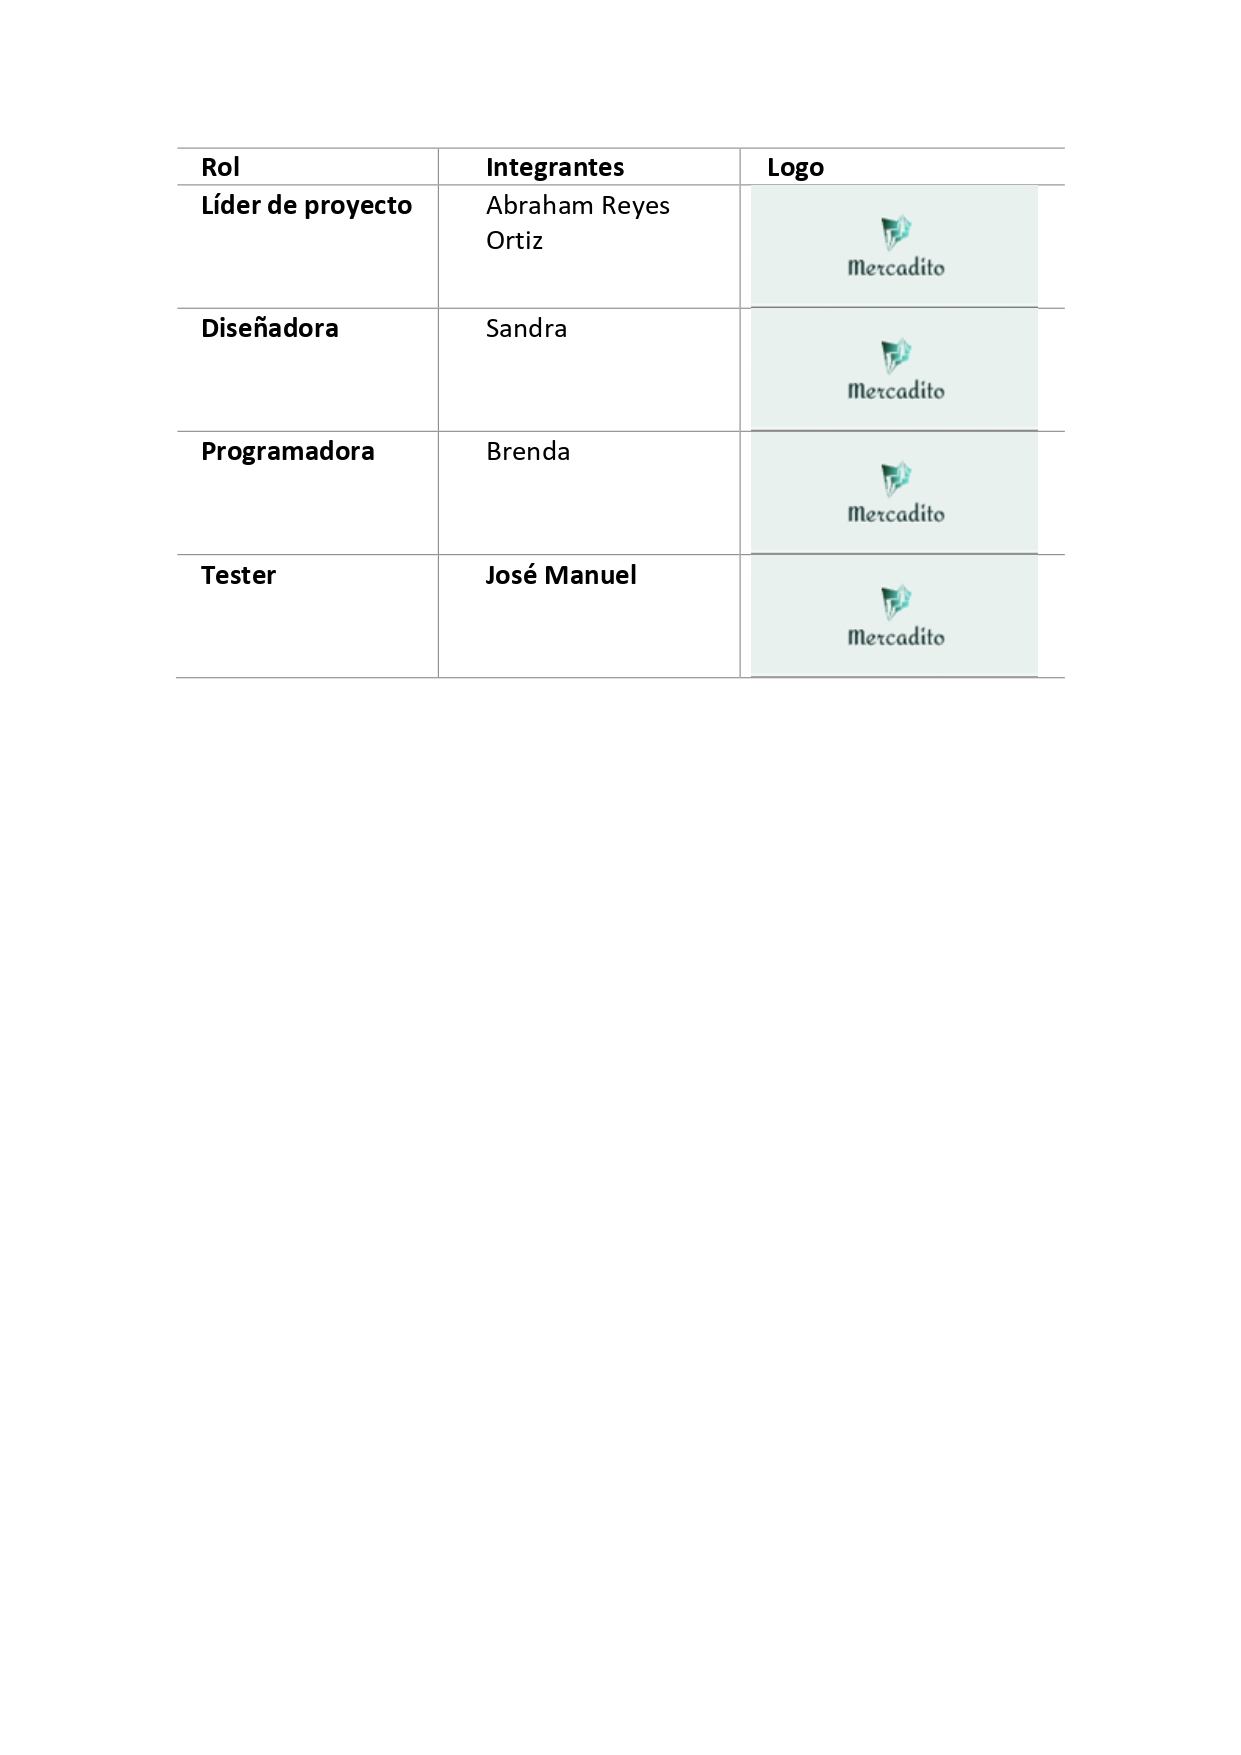 Rol Integrantes Logo
Líder de proyecto Abraham Reyes
Ortiz
Mercadito
Diseñadora Sandra
Mercadito
Programadora Brenda
Mercadito
Tester José Manuel
Mercadito